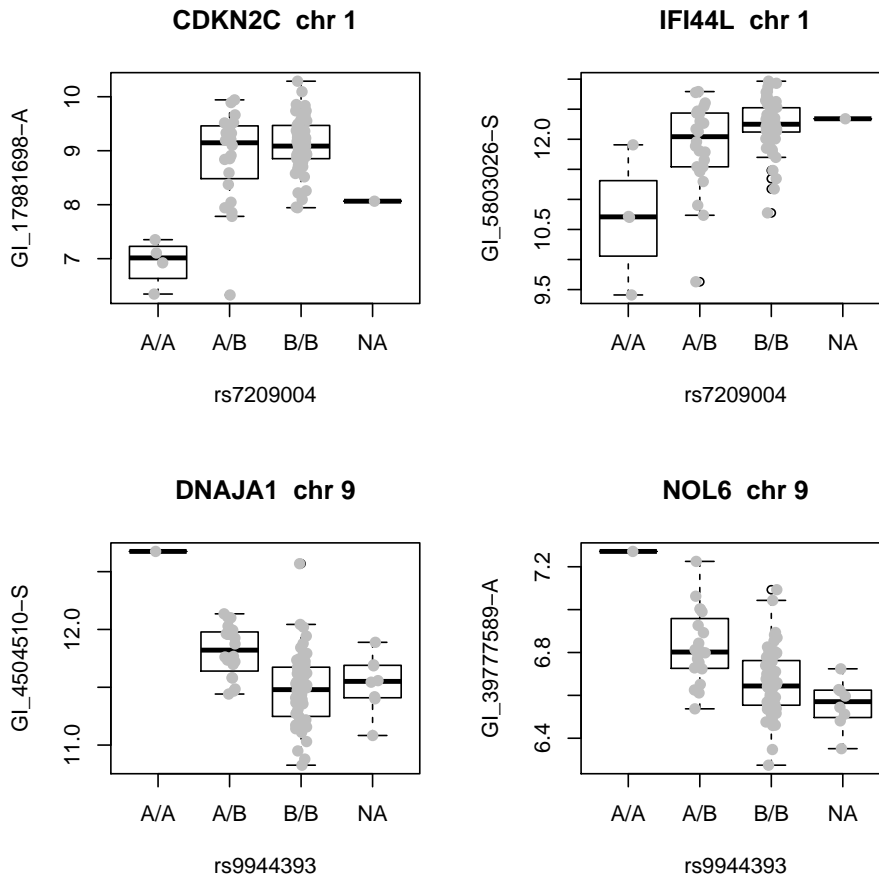 CDKN2C chr 1
GI_17981698−A
10
9
8
7
A/A A/B B/B NA
rs7209004
IFI44L chr 1
GI_5803026−S
12.0
10.5
9.5
A/A A/B B/B NA
rs7209004
DNAJA1 chr 9
GI_4504510−S
12.0
11.0
A/A A/B B/B NA
rs9944393
NOL6 chr 9
GI_39777589−A
7.2
6.8
6.4
A/A A/B B/B NA
rs9944393